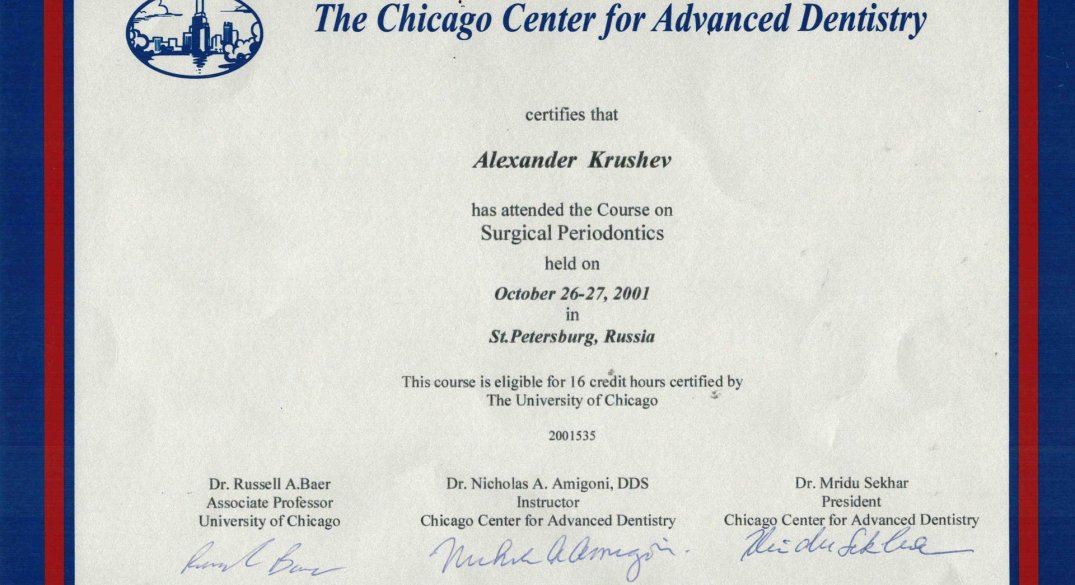 The Chicago Center for Advanced Dentistry
certifies that
Alexander Krushev
has attended the Course on
Surgical Periodontics
held on
October 26-27, 2001
in
St.Petersburg, Russia
This course is eligible for 16 credit hours certified by
The University of Chicago
2001535
Dr. Russell A.Baer
Associate Professor
University of Chicago
Dr. Nicholas A. Amigoni, DDS
Instructor
Chicago Center for Advanced Dentistry
Dr. Mridu Sekhar
President
Chicago Center for Advanced Dentistry